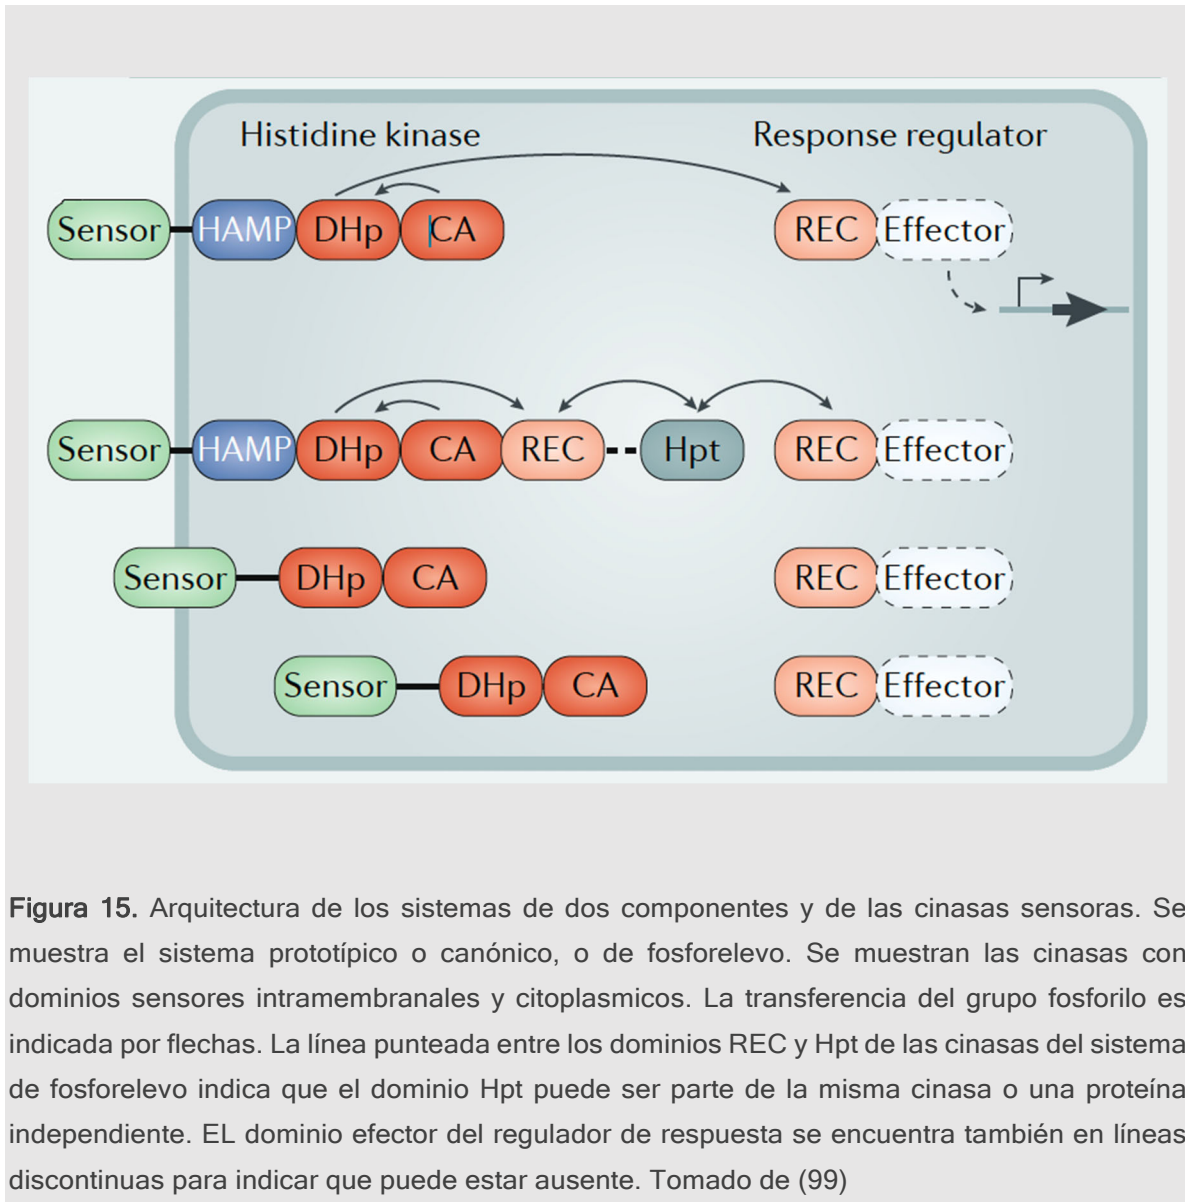 Histidine kinase Response regulator
Sensor HAMP DHp CA REC Effector
Sensor HAMP DHp CA REC Hpt REC Effector
Sensor DHp CA REC Effector
Sensor DHp CA REC Effector
Figura 15. Arquitectura de los sistemas de dos componentes y de las cinasas sensoras. Se
muestra el sistema prototípico o canónico, o de fosforelevo. Se muestran las cinasas con
dominios sensores intramembranales y citoplasmicos. La transferencia del grupo fosforilo es
indicada por flechas. La línea punteada entre los dominios REC y Hpt de las cinasas del sistema
de fosforelevo indica que el dominio Hpt puede ser parte de la misma cinasa o una proteína
independiente. EL dominio efector del regulador de respuesta se encuentra también en líneas
discontinuas para indicar que puede estar ausente. Tomado de (99)